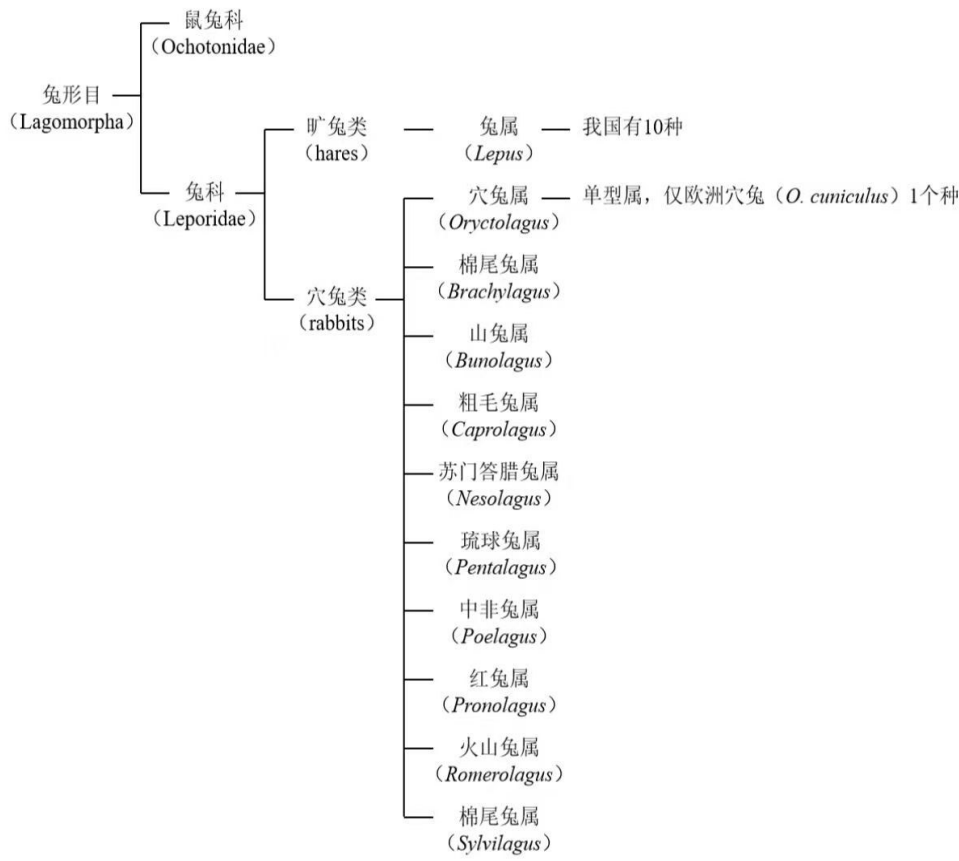 鼠兔科
（Ochotonidae）
兔形目
（Lagomorpha）
旷兔类
（hares）
兔属
（Lepus）
我国有10种
兔科
（Leporidae）
穴兔属
（Oryctolagus）
单型属，仅欧洲穴兔（O. cuniculus）1个种
棉尾兔属
（Brachylagus）
穴兔类
（rabbits）
山兔属
（Bunolagus）
粗毛兔属
（Caprolagus）
苏门答腊兔属
（Nesolagus）
琉球兔属
（Pentalagus）
中非兔属
（Poelagus）
红兔属
（Pronolagus）
火山兔属
（Romerolagus）
棉尾兔属
（Sylvilagus）